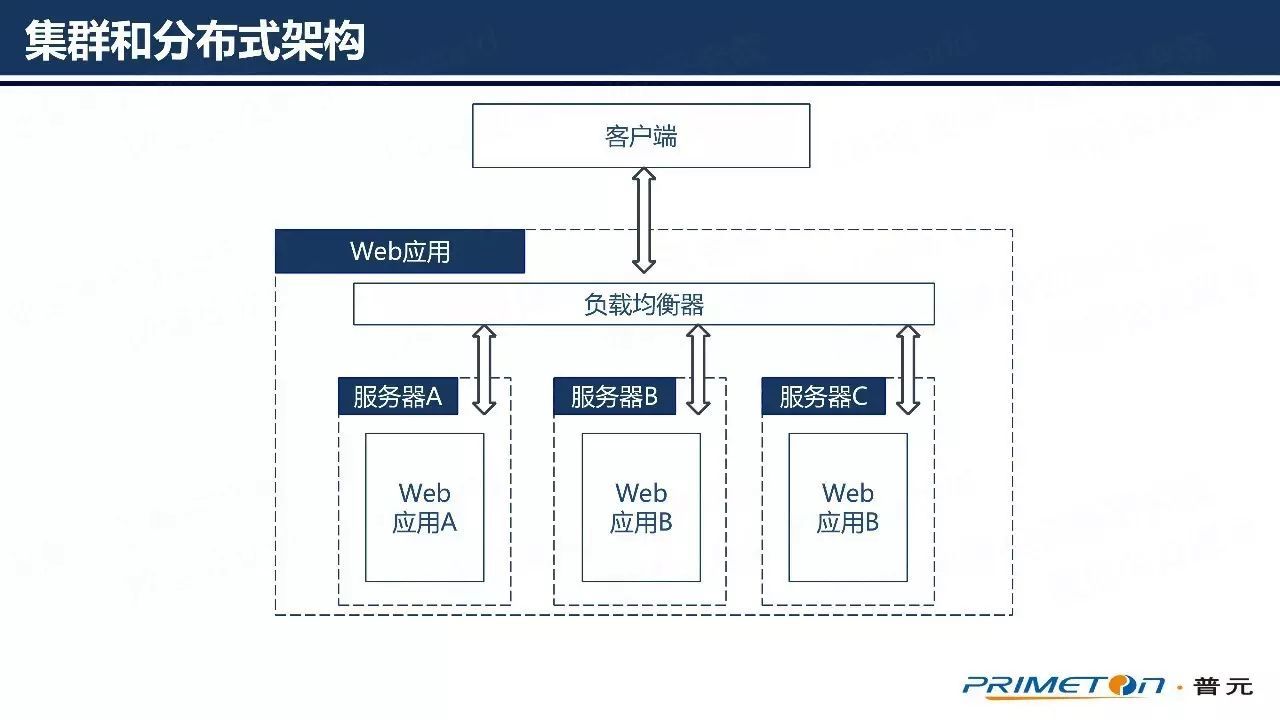 集群和分布式架构
客户端
Web应用
负载均衡器
服务器A
服务器B
服务器C
Web
应用A
Web
应用B
Web
应用B
PRIMETON · 普元